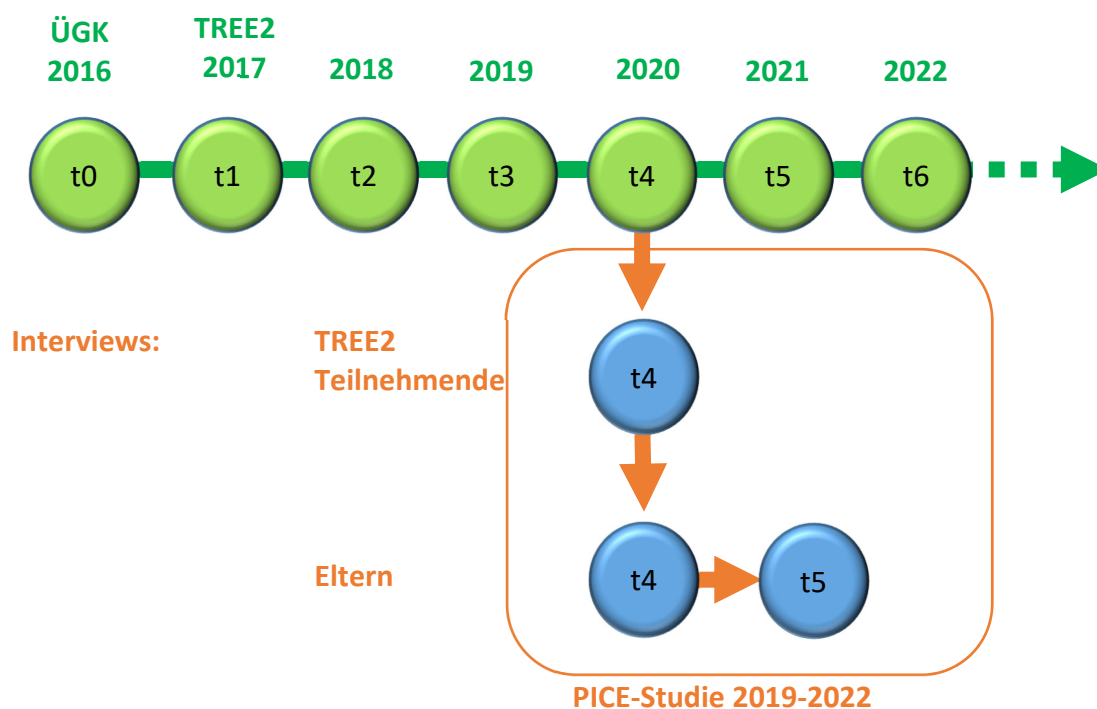 ÜGK
2016
TREE2
2017
2018
2019
2020
2021
2022
t0
t1
t2
t3
t4
t5
t6
Interviews:
TREE2
Teilnehmende
t4
Eltern
t4
t5
PICE-Studie 2019-2022